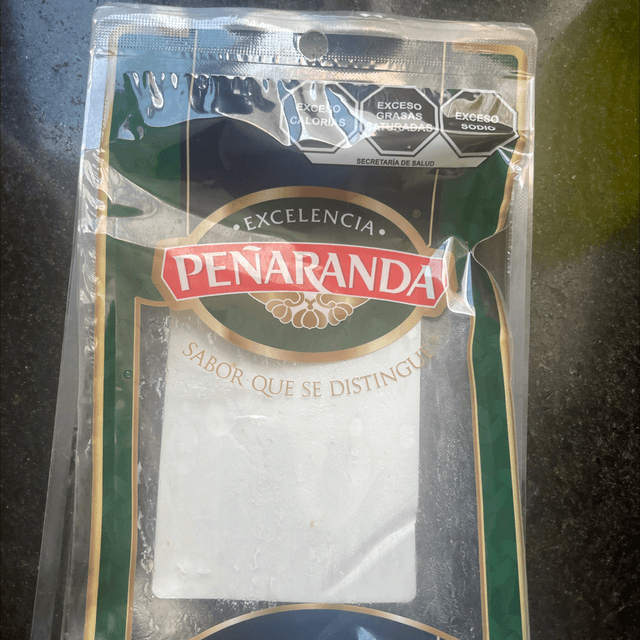 EXCESO
CALORÍAS
EXCESO
GRASAS
SATURADAS
EXCESO
SODIO
SECRETARÍA DE SALUD
• EXCELENCIA •
PEÑARANDA
SABOR QUE SE DISTINGUE